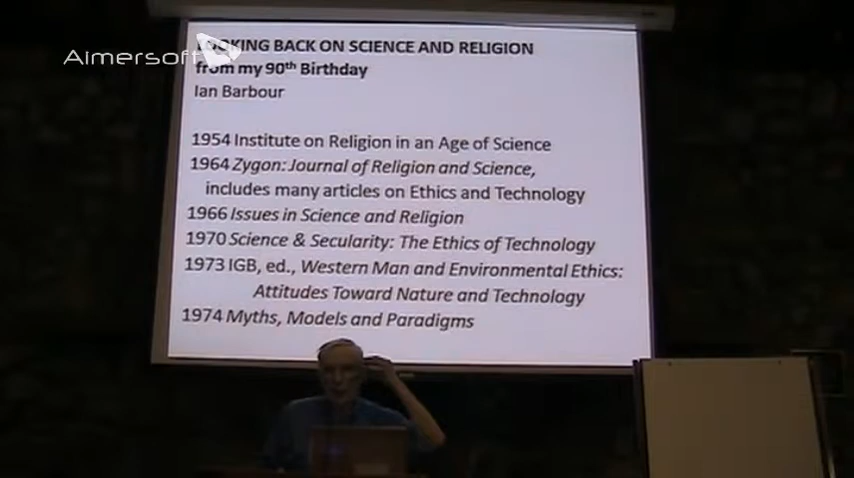 Aimersoft
LOOKING BACK ON SCIENCE AND RELIGION
from my 90th Birthday
Ian Barbour
1954 Institute on Religion in an Age of Science
1964 Zygon: Journal of Religion and Science,
includes many articles on Ethics and Technology
1966 Issues in Science and Religion
1970 Science & Secularity: The Ethics of Technology
1973 IGB, ed., Western Man and Environmental Ethics:
Attitudes Toward Nature and Technology
1974 Myths, Models and Paradigms